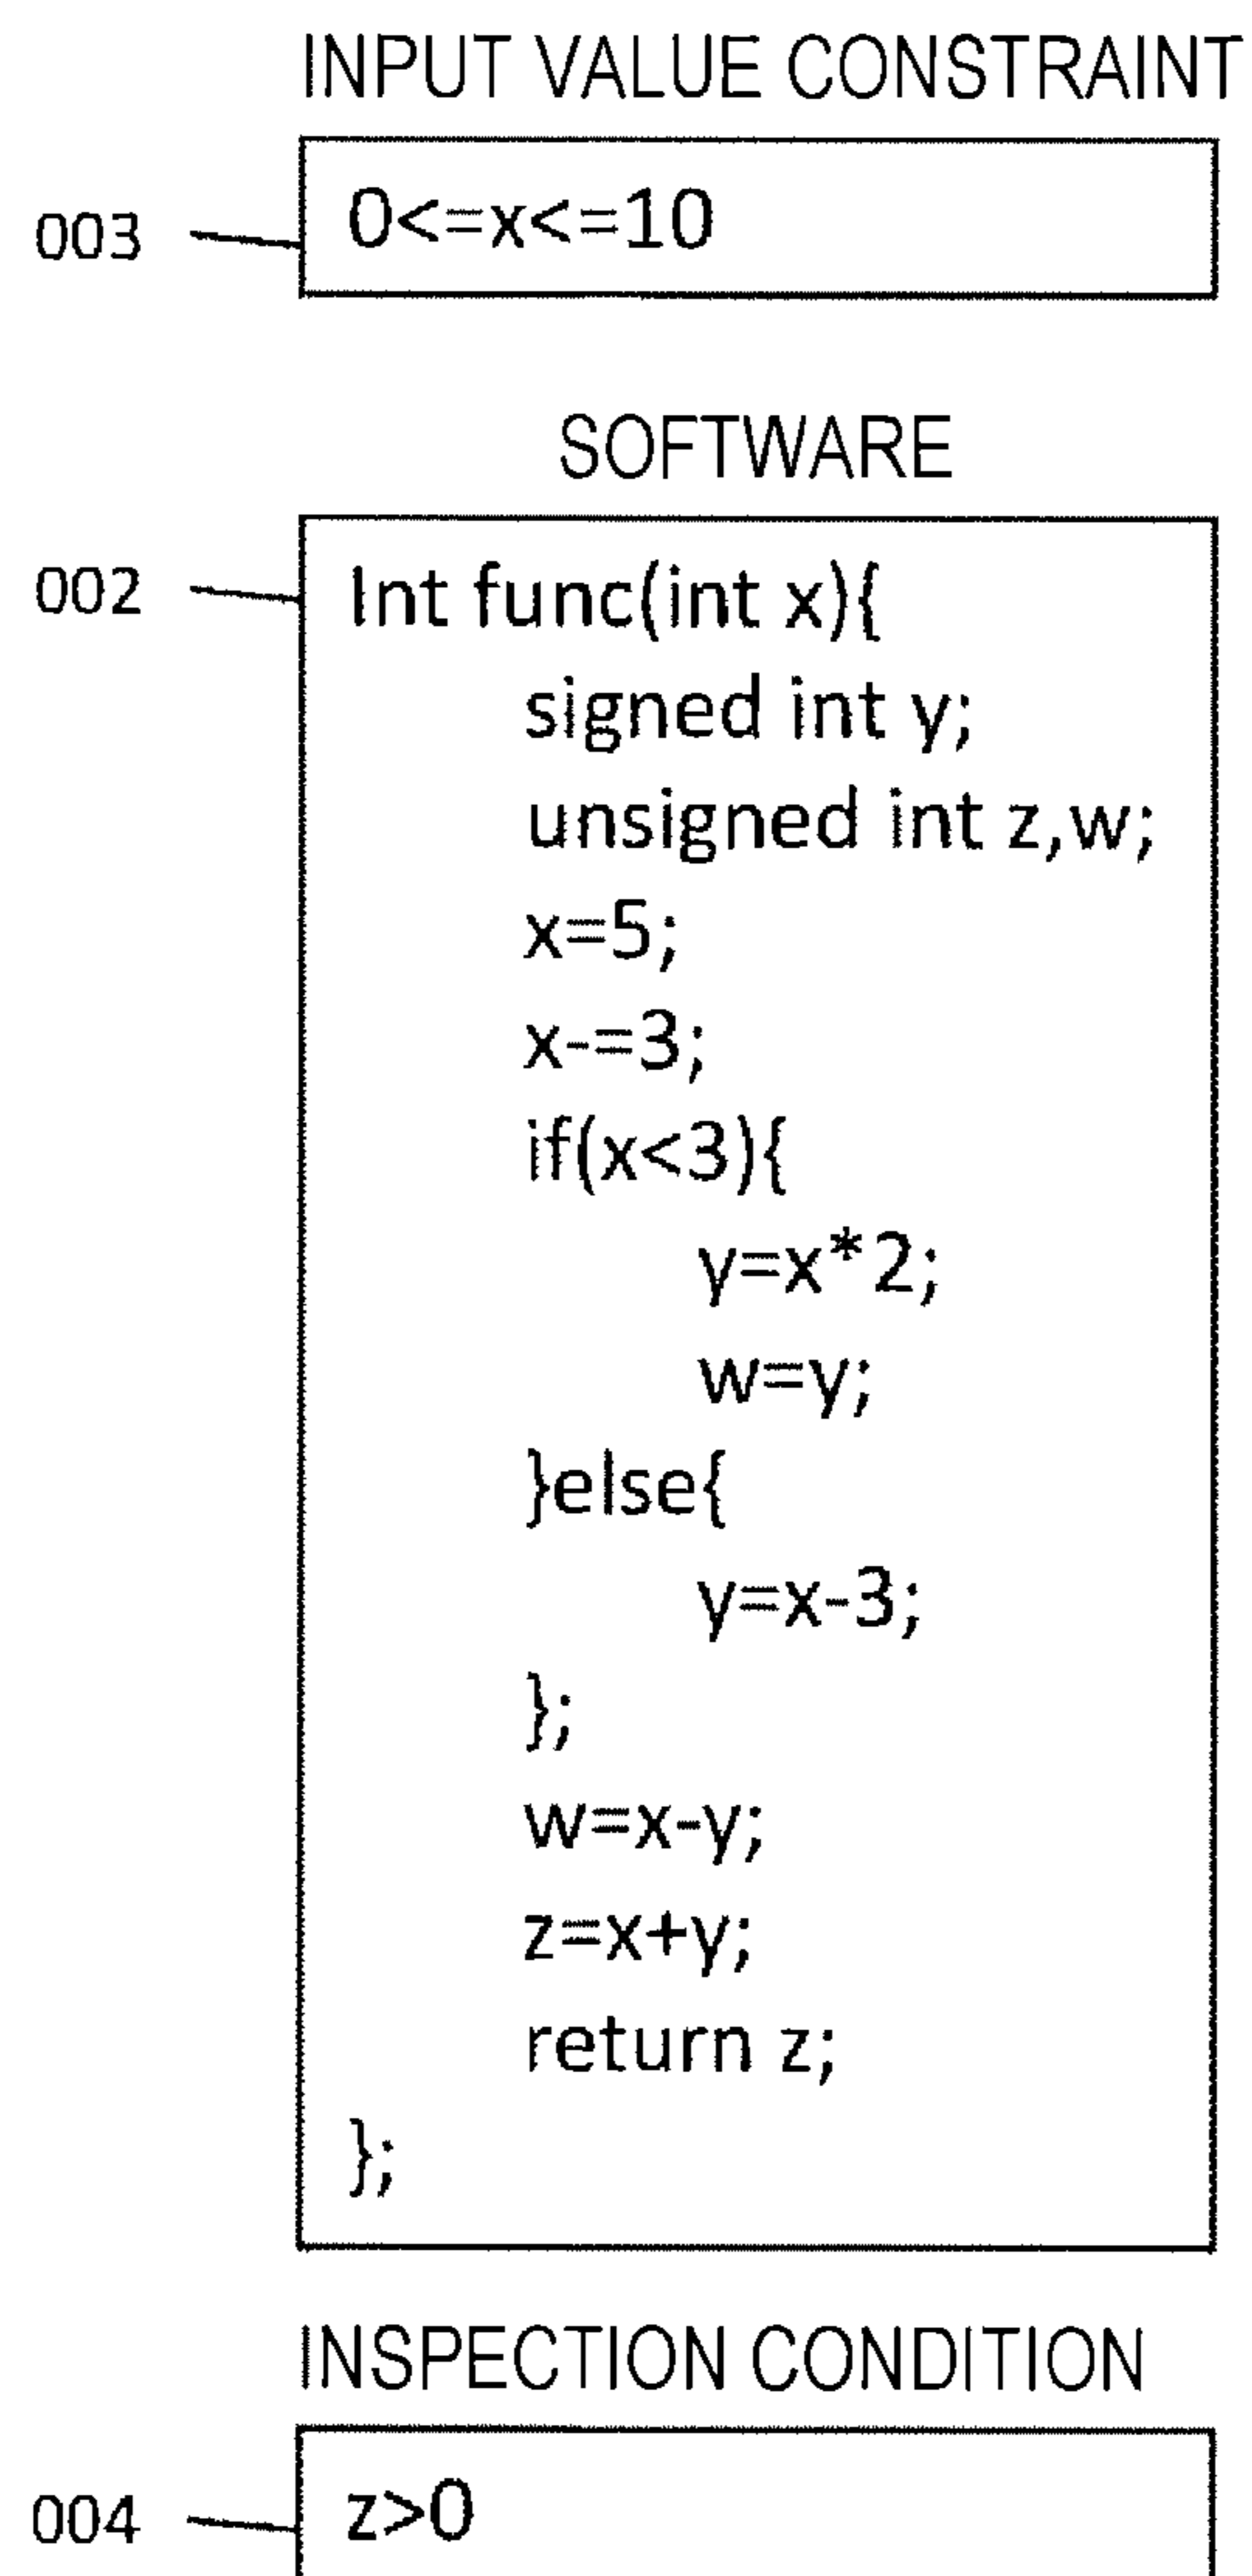 INPUT VALUE CONSTRAINT
003 0<=x<=10
SOFTWARE
002 Int func(int x){
signed int y;
unsigned int z,w;
x=5;
x-=3;
if(x<3){
y=x*2;
w=y;
}else{
y=x-3;
};
w=x-y;
z=x+y;
return z;
};
INSPECTION CONDITION
004 z>0